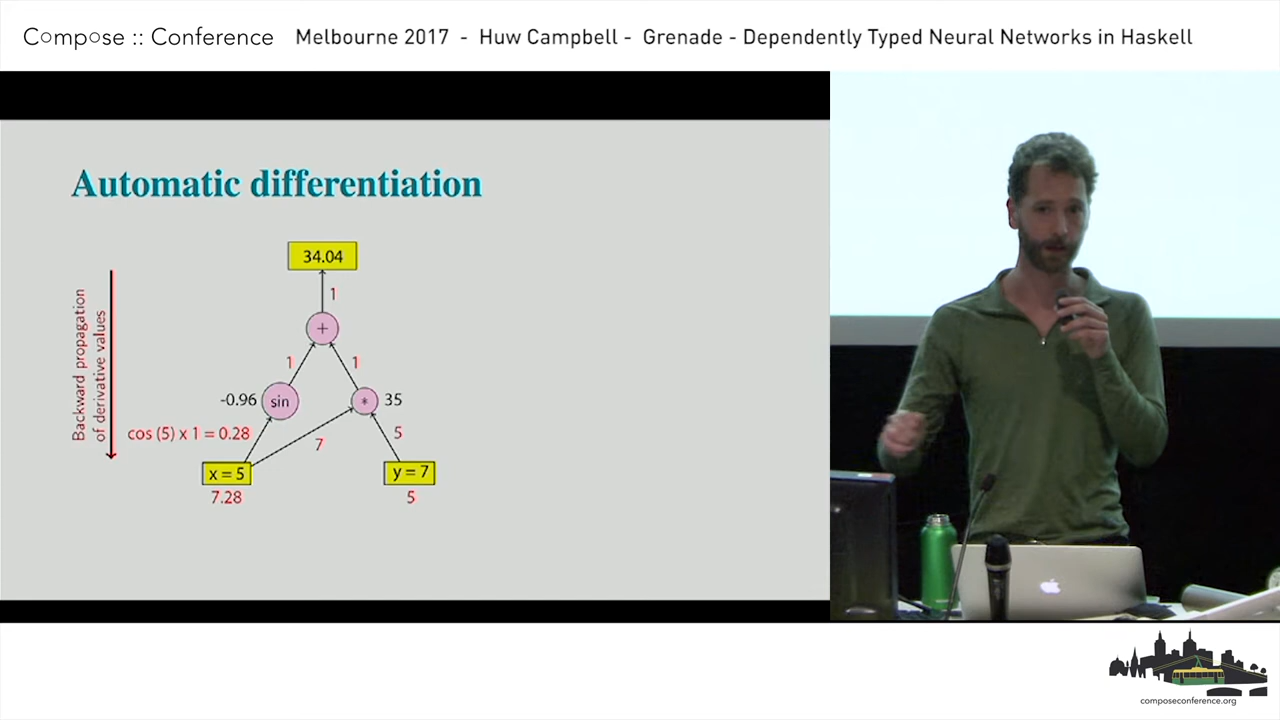 Compose :: Conference
Melbourne 2017 - Huw Campbell - Grenade - Dependently Typed Neural Networks in Haskell
Automatic differentiation
34.04
1
+
1
1
-0.96
sin
*
35
cos (5) x 1 = 0.28
7
5
x = 5
y = 7
7.28
5
Backward propagation
of derivative values
composeconference.org